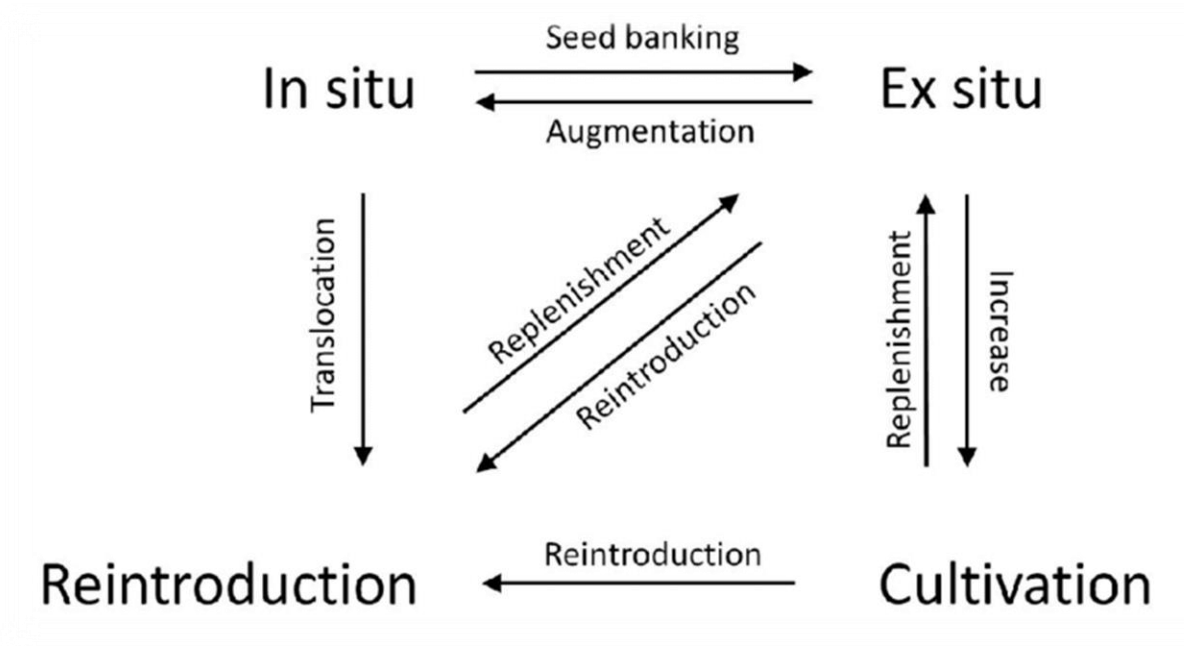 Seed banking
In situ
Ex situ
Augmentation
Translocation
Replenishment
Reintroduction
Replenishment
Increase
Reintroduction
Reintroduction
Cultivation